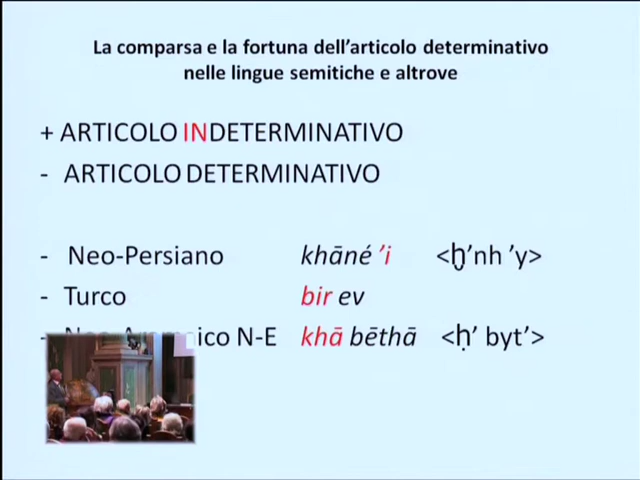 La comparsa e la fortuna dell'articolo determinativo
nelle lingue semitiche e altrove
+ ARTICOLO INDETERMINATIVO
- ARTICOLO DETERMINATIVO
- Neo-Persiano khāné 'i <ḫ'nh 'y>
- Turco bir ev
- ico N-E khā bēthā <ḥ' byt'>